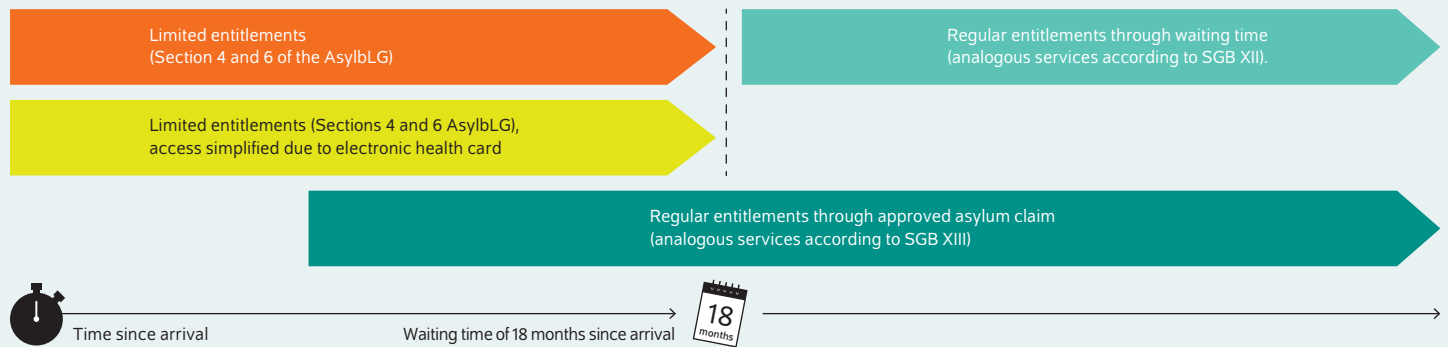 Limited entitlements
(Section 4 and 6 of the AsylbLG)
Regular entitlements through waiting time
(analogous services according to SGB XII).
Limited entitlements (Sections 4 and 6 AsylbLG),
access simplified due to electronic health card
Regular entitlements through approved asylum claim
(analogous services according to SGB XIII)
Time since arrival
Waiting time of 18 months since arrival
18
months